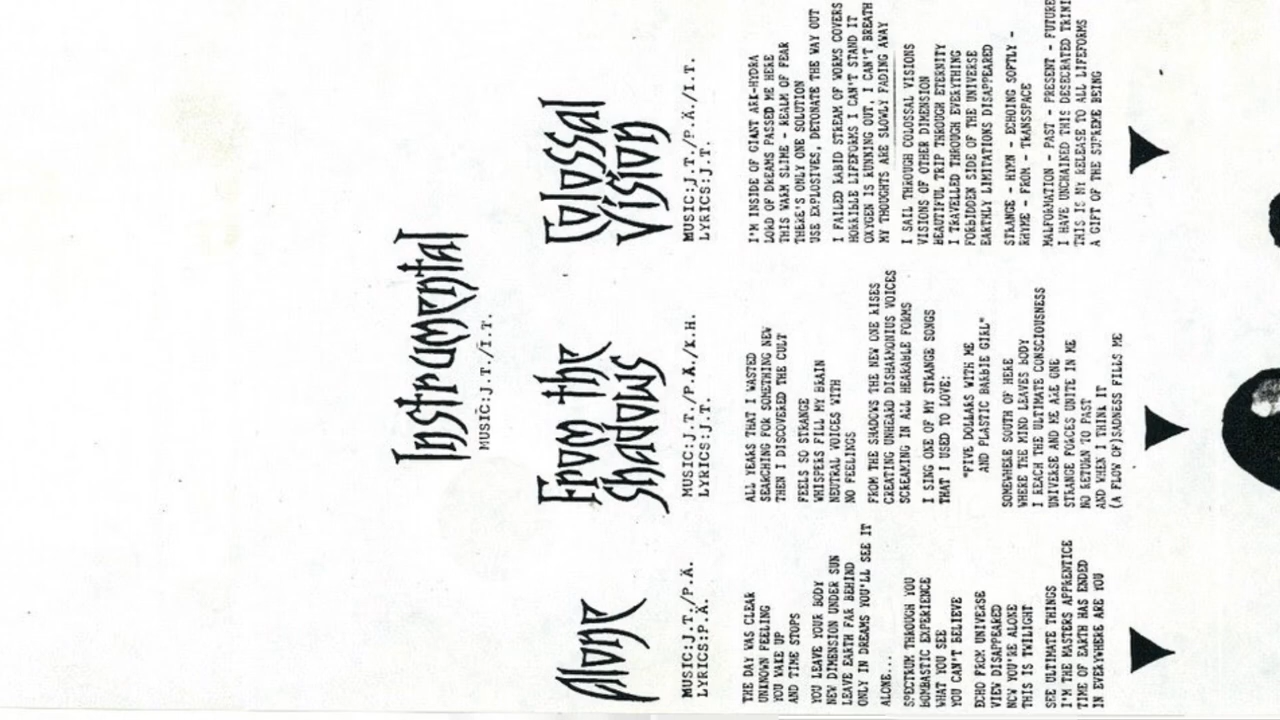 Instrumental
MUSIC:J.T./I.T.
Alone
MUSIC:J.T./P.Ä.
LYRICS:P.Ä.
THE DAY WAS CLEAR
UNKNOWN FEELING
YOU WAKE UP
AND TIME STOPS
YOU LEAVE YOUR BODY
NEW DIMENSION UNDER SUN
LEAVE EARTH FAR BEHIND
ONLY IN DREAMS YOU'LL SEE IT
ALONE...
SPECTRUM THROUGH YOU
BOMBASTIC EXPERIENCE
WHAT YOU SEE
YOU CAN'T BELIEVE
ECHO FROM UNIVERSE
VIEW DISAPPEARED
NOW YOU'RE ALONE
THIS IS TWILIGHT
SEE ULTIMATE THINGS
I'M THE MASTERS APPRENTICE
TIME OF EARTH HAS ENDED
IN EVERYWHERE ARE YOU
From the
Shadows
MUSIC:J.T./P.Ä./K.H.
LYRICS:J.T.
ALL YEARS THAT I WASTED
SEARCHING FOR SOMETHING NEW
THEN I DISCOVERED THE CULT
FEELS SO STRANGE
WHISPERS FILL MY BRAIN
NEUTRAL VOICES WITH
NO FEELINGS
FROM THE SHADOWS THE NEW ONE RISES
CREATING UNHEARD DISHARMONIUS VOICES
SCREAMING IN ALL HEARABLE FORMS
I SING ONE OF MY STRANGE SONGS
THAT I USED TO LOVE:
"FIVE DOLLARS WITH ME
AND PLASTIC BARBIE GIRL"
SOMEWHERE SOUTH OF HERE
WHERE THE MIND LEAVES BODY
I REACH THE ULTIMATE CONSCIOUSNESS
UNIVERSE AND ME ARE ONE
STRANGE FORCES UNITE IN ME
NO RETURN TO PAST
AND WHEN I THINK IT
(A FLOW OF)SADNESS FILLS ME
Colossal
Vision
MUSIC:J.T./P.Ä./I.T.
LYRICS:J.T.
I'M INSIDE OF GIANT ARK-HYDRA
LORD OF DREAMS PASSED ME HERE
THIS WARM SLIME - REALM OF FEAR
THERE'S ONLY ONE SOLUTION
USE EXPLOSIVES, DETONATE THE WAY OUT
I FAILED RABID STREAM OF WORMS COVERS
HORRIBLE LIFEFORMS I CAN'T STAND IT
OXYGEN IS RUNNING OUT, I CAN'T BREATH
MY THOUGHTS ARE SLOWLY FADING AWAY
I SAIL THROUGH COLOSSAL VISIONS
VISIONS OF OTHER DIMENSION
BEAUTIFUL TRIP THROUGH ETERNITY
I TRAVELLED THROUGH EVERYTHING
FORBIDDEN SIDE OF THE UNIVERSE
EARTHLY LIMITATIONS DISAPPEARED
STRANGE - HYMN - ECHOING SOFTLY -
RHYME - FROM - TRANSSPACE
MALFORMATION - PAST - PRESENT - FUTURE
I HAVE UNCHAINED THIS DESECRATED TRINI
THIS IS MY RELEASE TO ALL LIFEFORMS
A GIFT OF THE SUPREME BEING